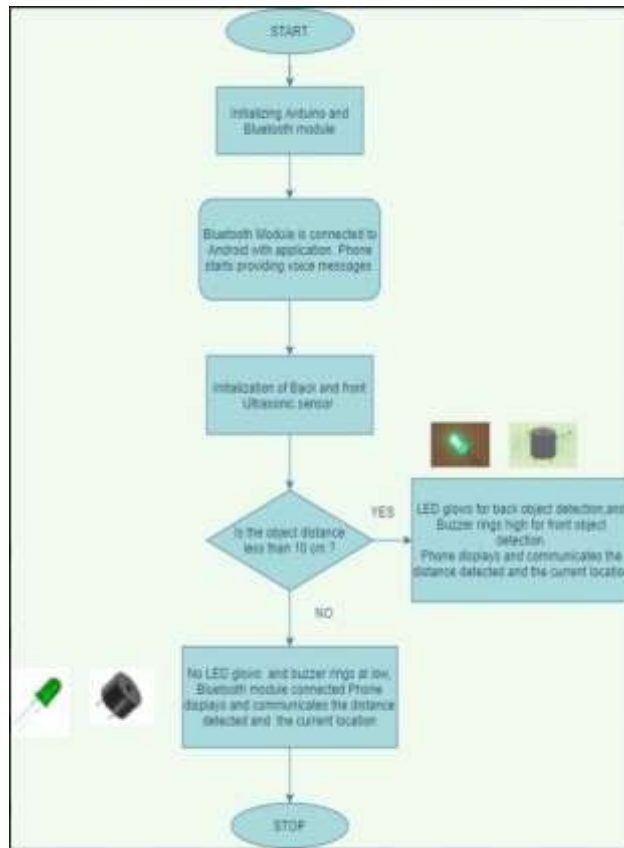 START
Initializing Arduino and
Bluetooth module
Bluetooth Module is connected to
Android with application. Phone
starts providing voice messages
Initialization of Back and front
Ultrasonic sensor
Is the object distance
less than 10 cm ?
YES
LED glows for back object detection,and
Buzzer rings high for front object
detection.
Phone displays and communicates the
distance detected and the current location
NO
No LED glows and buzzer rings at low,
Bluetooth module connected Phone
displays and communicates the distance
detected and the current location
STOP